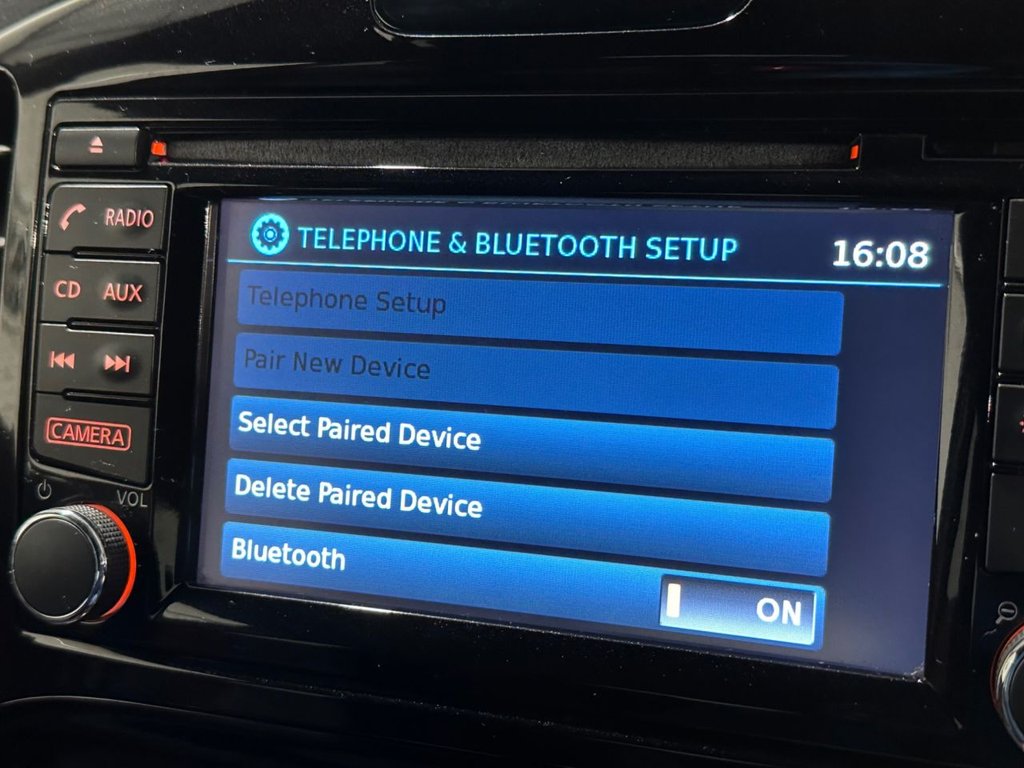 TELEPHONE & BLUETOOTH SETUP 16:08
Telephone Setup
Pair New Device
Select Paired Device
Delete Paired Device
Bluetooth ON
RADIO
CD AUX
CAMERA
VOL